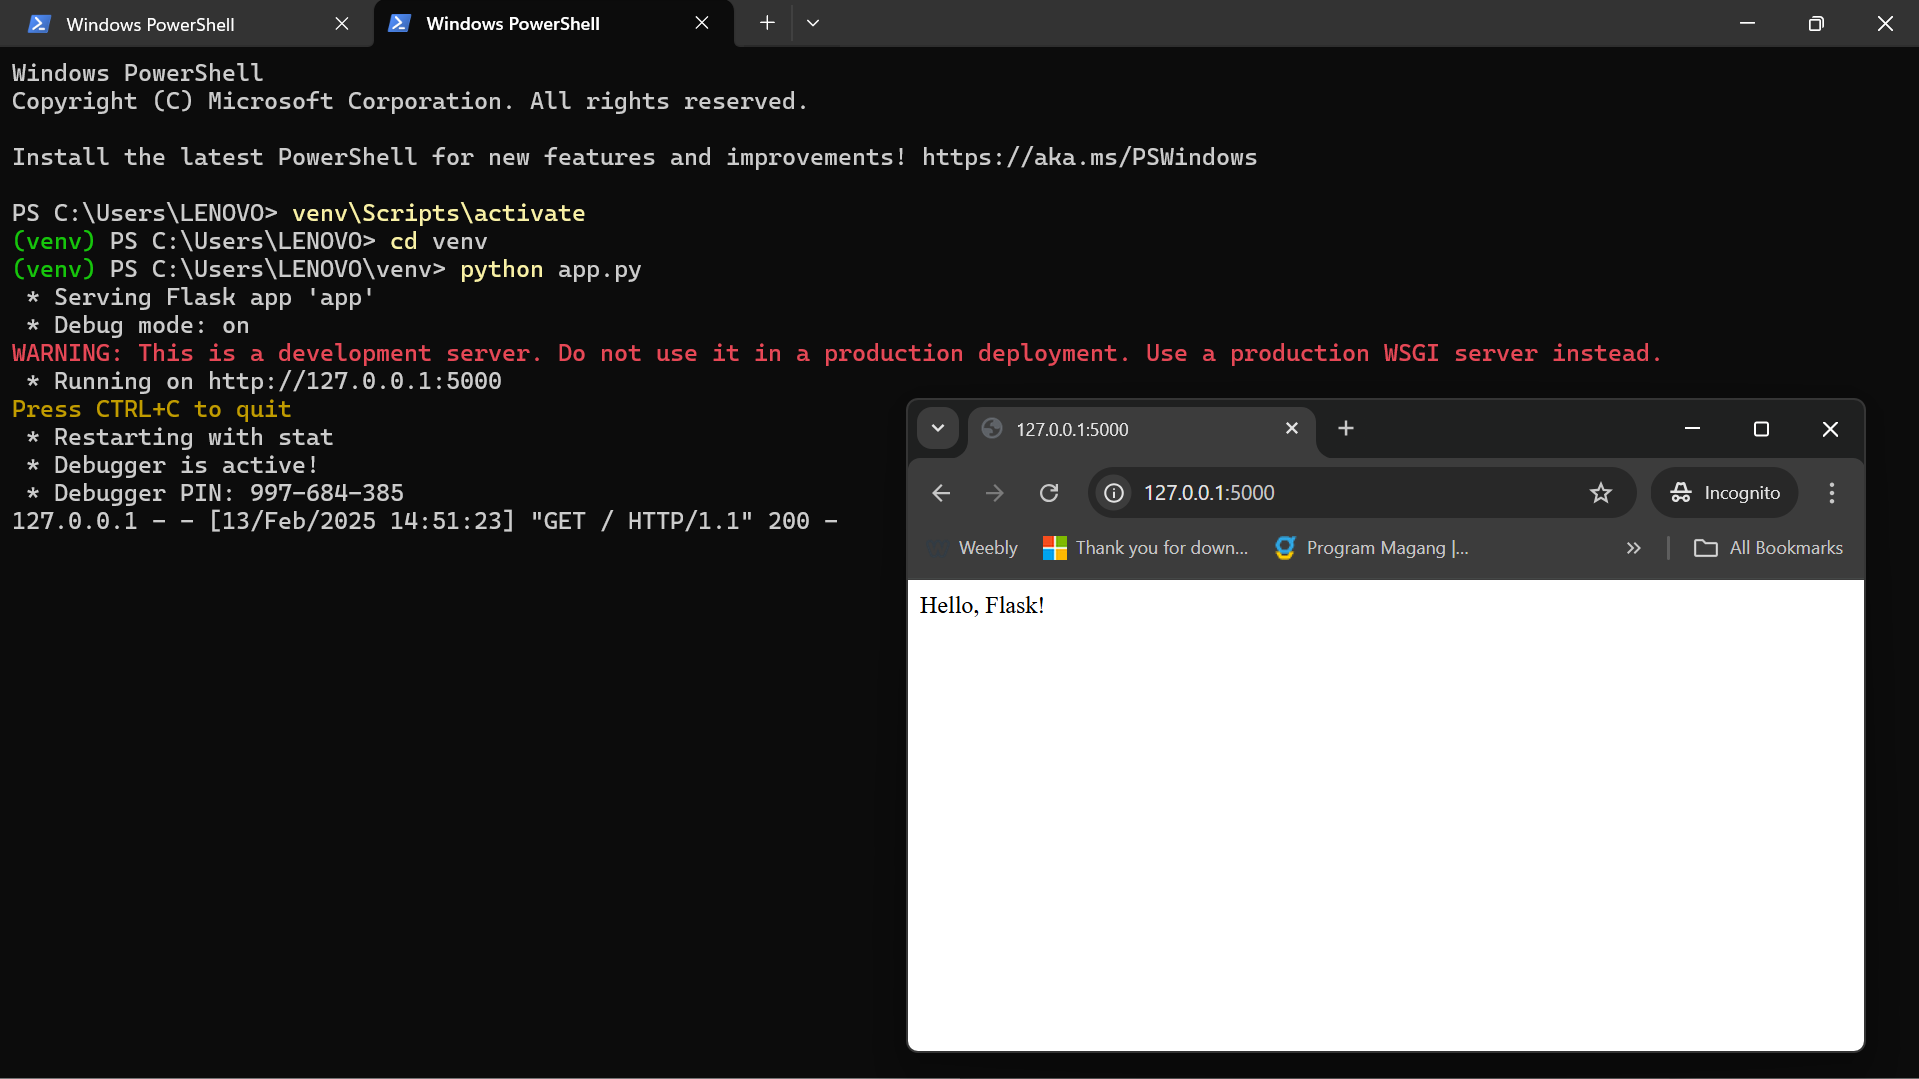 Windows PowerShell
Windows PowerShell
Windows PowerShell
Copyright (C) Microsoft Corporation. All rights reserved.
Install the latest PowerShell for new features and improvements! https://aka.ms/PSWindows
PS C:\Users\LENOVO> venv\Scripts\activate
(venv) PS C:\Users\LENOVO> cd venv
(venv) PS C:\Users\LENOVO\venv> python app.py
* Serving Flask app 'app'
* Debug mode: on
WARNING: This is a development server. Do not use it in a production deployment. Use a production WSGI server instead.
* Running on http://127.0.0.1:5000
Press CTRL+C to quit
* Restarting with stat
* Debugger is active!
* Debugger PIN: 997-684-385
127.0.0.1 - - [13/Feb/2025 14:51:23] "GET / HTTP/1.1" 200 -
127.0.0.1:5000
127.0.0.1:5000
Incognito
Weebly
Thank you for down...
Program Magang |...
All Bookmarks
Hello, Flask!